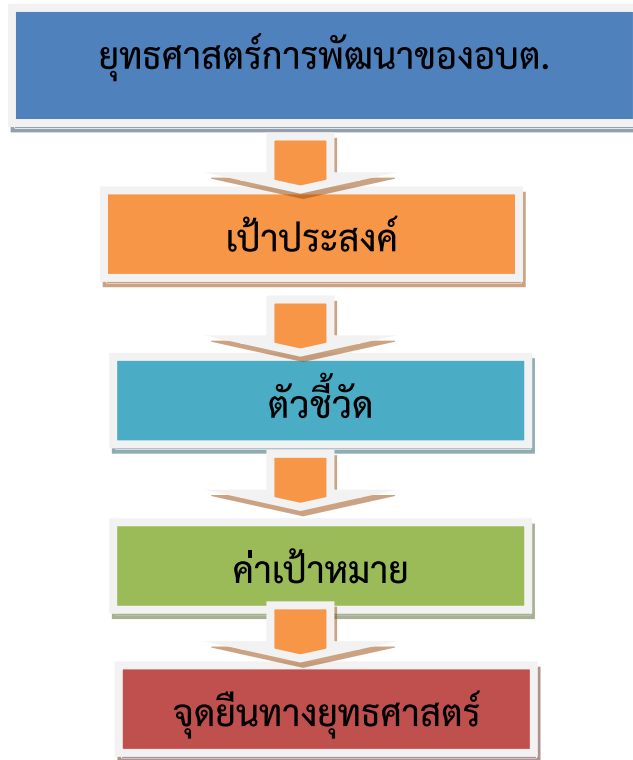 ยุทธศาสตร์การพัฒนาของอบต.
เป้าประสงค์
ตัวชี้วัด
ค่าเป้าหมาย
จุดยืนทางยุทธศาสตร์